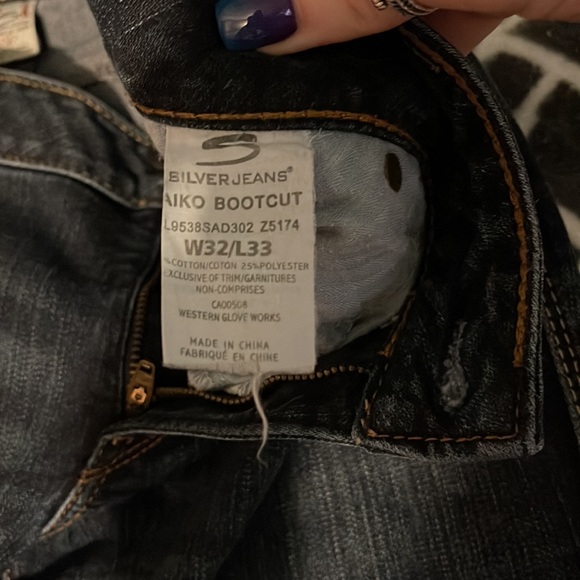 SILVERJEANS®
AIKO BOOTCUT
L9538SAD302 Z5174
W32/L33
% COTTON/COTON 25% POLYESTER
EXCLUSIVE OF TRIM/GARNITURES
NON-COMPRISES
CA00508
WESTERN GLOVE WORKS
MADE IN CHINA
FABRIQUÉ EN CHINE